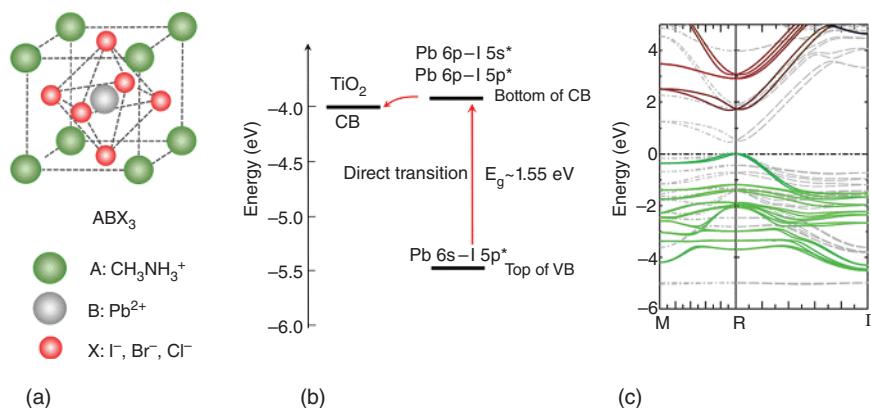 ABX₃
A: CH₃NH₃⁺
B: Pb²⁺
X: I⁻, Br⁻, Cl⁻
(a)
Energy (eV)
−4.0
−4.5
−5.0
−5.5
−6.0
TiO₂
CB
Pb 6p–I 5s*
Pb 6p–I 5p*
Bottom of CB
Direct transition
E_g~1.55 eV
Pb 6s–I 5p*
Top of VB
(b)
Energy (eV)
4
2
0
−2
−4
−6
M
R
(c)